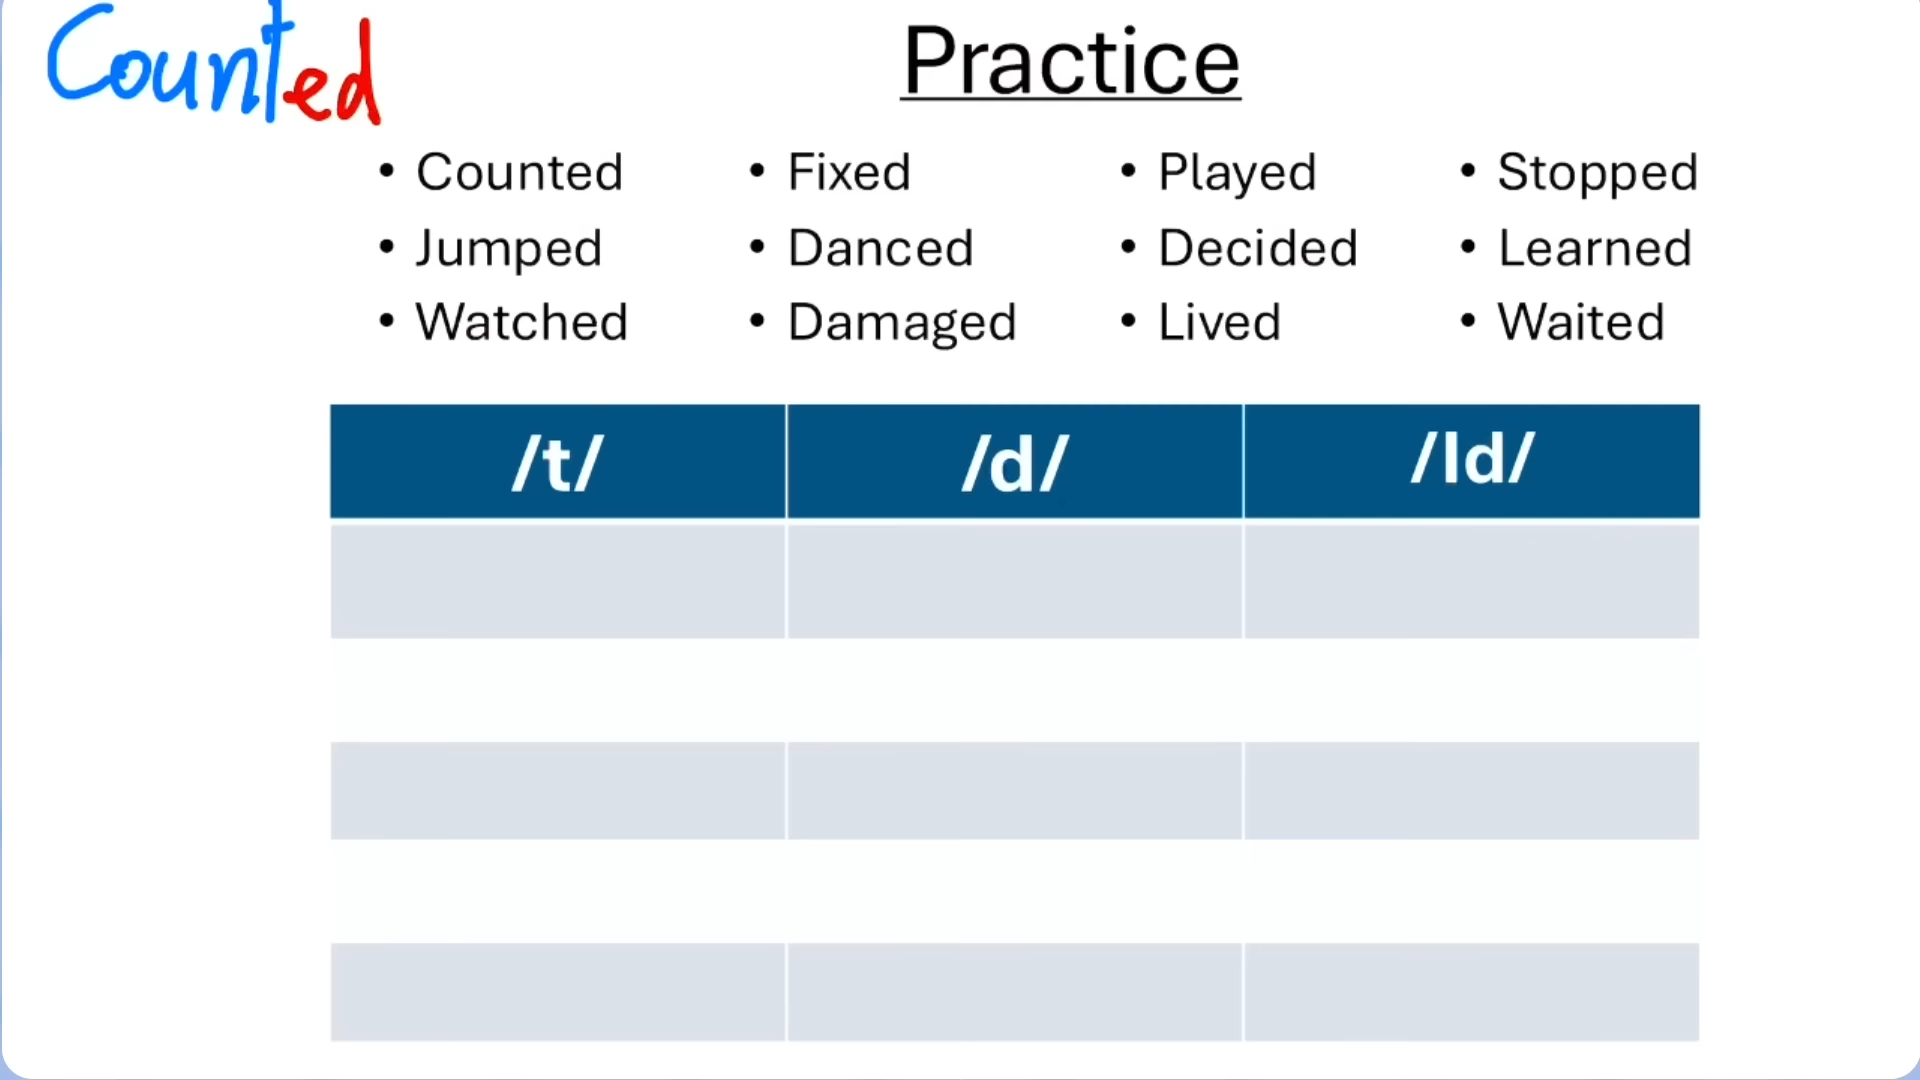 Counted
Practice
• Counted
• Jumped
• Watched
• Fixed
• Danced
• Damaged
• Played
• Decided
• Lived
• Stopped
• Learned
• Waited
/t/ /d/ /Id/